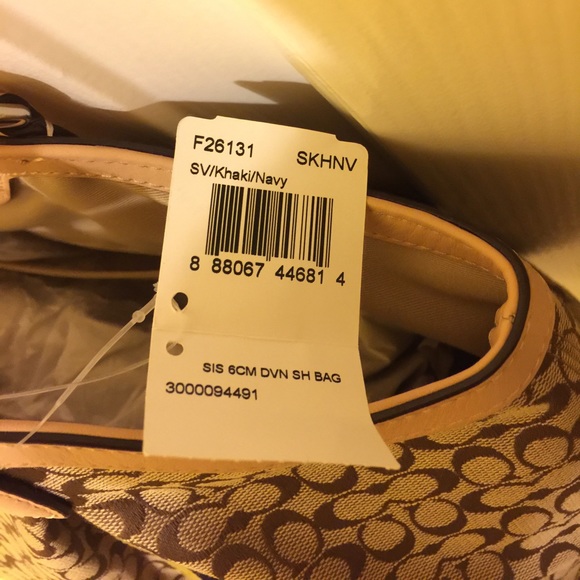 F26131 SKHNV
SV/Khaki/Navy
8 88067 44681 4
SIS 6CM DVN SH BAG
3000094491